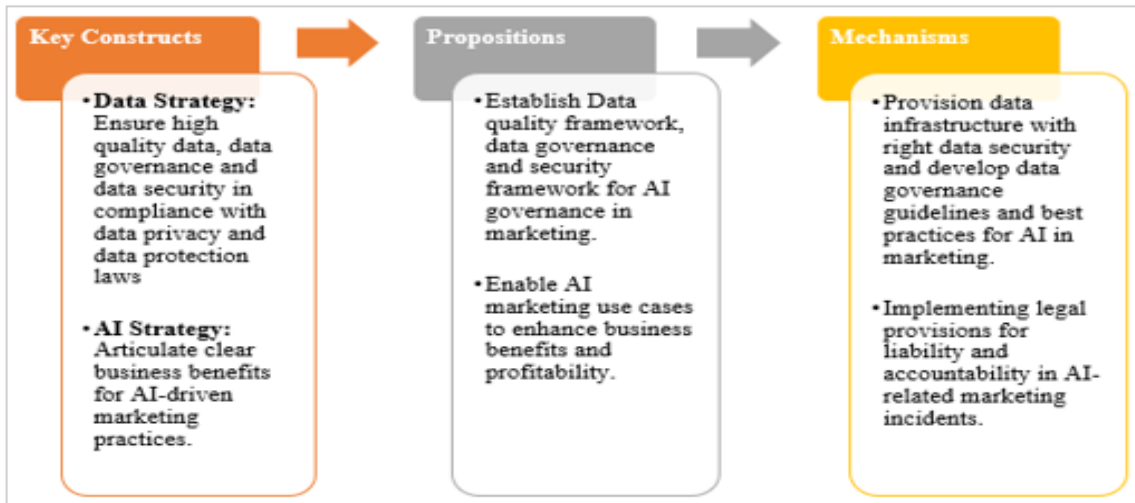 Key Constructs
• Data Strategy:
Ensure high
quality data, data
governance and
data security in
compliance with
data privacy and
data protection
laws
• AI Strategy:
Articulate clear
business benefits
for AI-driven
marketing
practices.
Propositions
• Establish Data
quality framework,
data governance
and security
framework for AI
governance in
marketing.
• Enable AI
marketing use cases
to enhance business
benefits and
profitability.
Mechanisms
• Provision data
infrastructure with
right data security
and develop data
governance
guidelines and best
practices for AI in
marketing.
• Implementing legal
provisions for
liability and
accountability in AI-
related marketing
incidents.